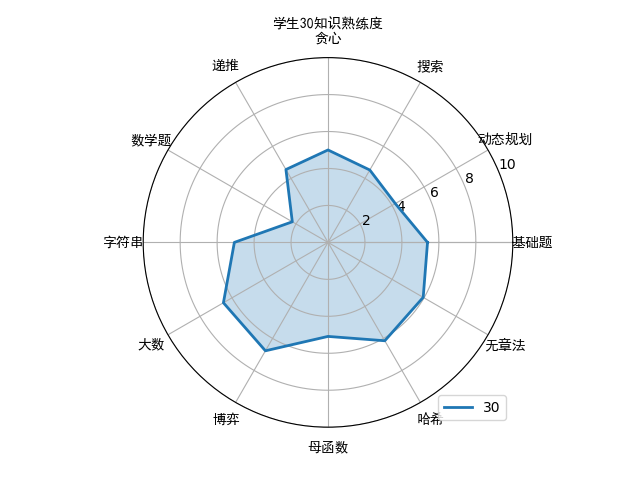 学生30知识熟练度
贪心
递推
搜索
数学题
动态规划
10
8
6
4
2
字符串
基础题
大数
无章法
博弈
哈希
30
母函数